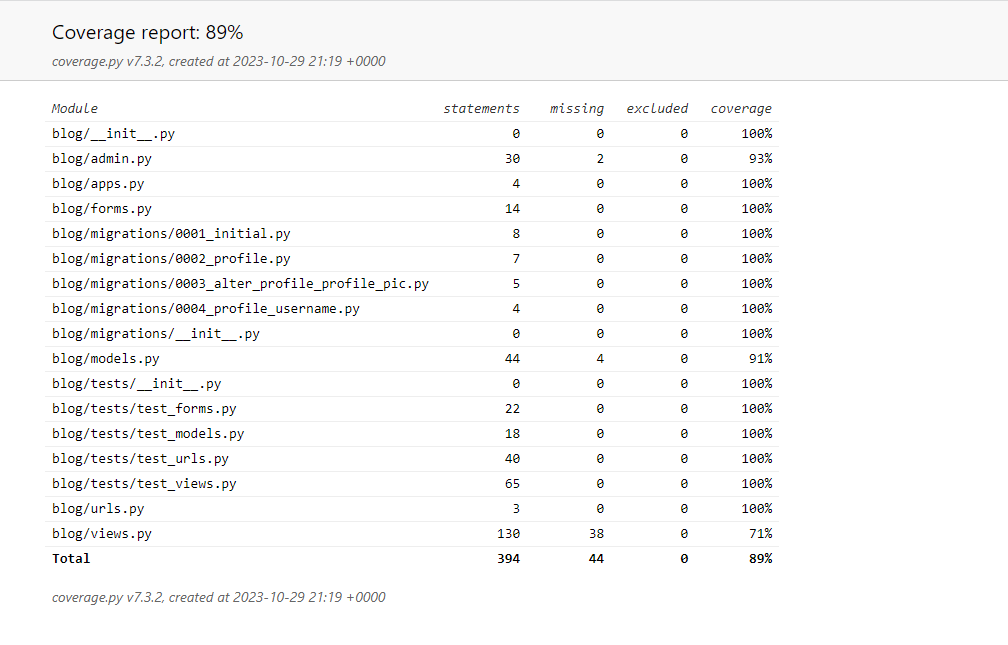 Coverage report: 89%
coverage.py v7.3.2, created at 2023-10-29 21:19 +0000
Module statements missing excluded coverage
blog/__init__.py 0 0 0 100%
blog/admin.py 30 2 0 93%
blog/apps.py 4 0 0 100%
blog/forms.py 14 0 0 100%
blog/migrations/0001_initial.py 8 0 0 100%
blog/migrations/0002_profile.py 7 0 0 100%
blog/migrations/0003_alter_profile_profile_pic.py 5 0 0 100%
blog/migrations/0004_profile_username.py 4 0 0 100%
blog/migrations/__init__.py 0 0 0 100%
blog/models.py 44 4 0 91%
blog/tests/__init__.py 0 0 0 100%
blog/tests/test_forms.py 22 0 0 100%
blog/tests/test_models.py 18 0 0 100%
blog/tests/test_urls.py 40 0 0 100%
blog/tests/test_views.py 65 0 0 100%
blog/urls.py 3 0 0 100%
blog/views.py 130 38 0 71%
Total 394 44 0 89%
coverage.py v7.3.2, created at 2023-10-29 21:19 +0000